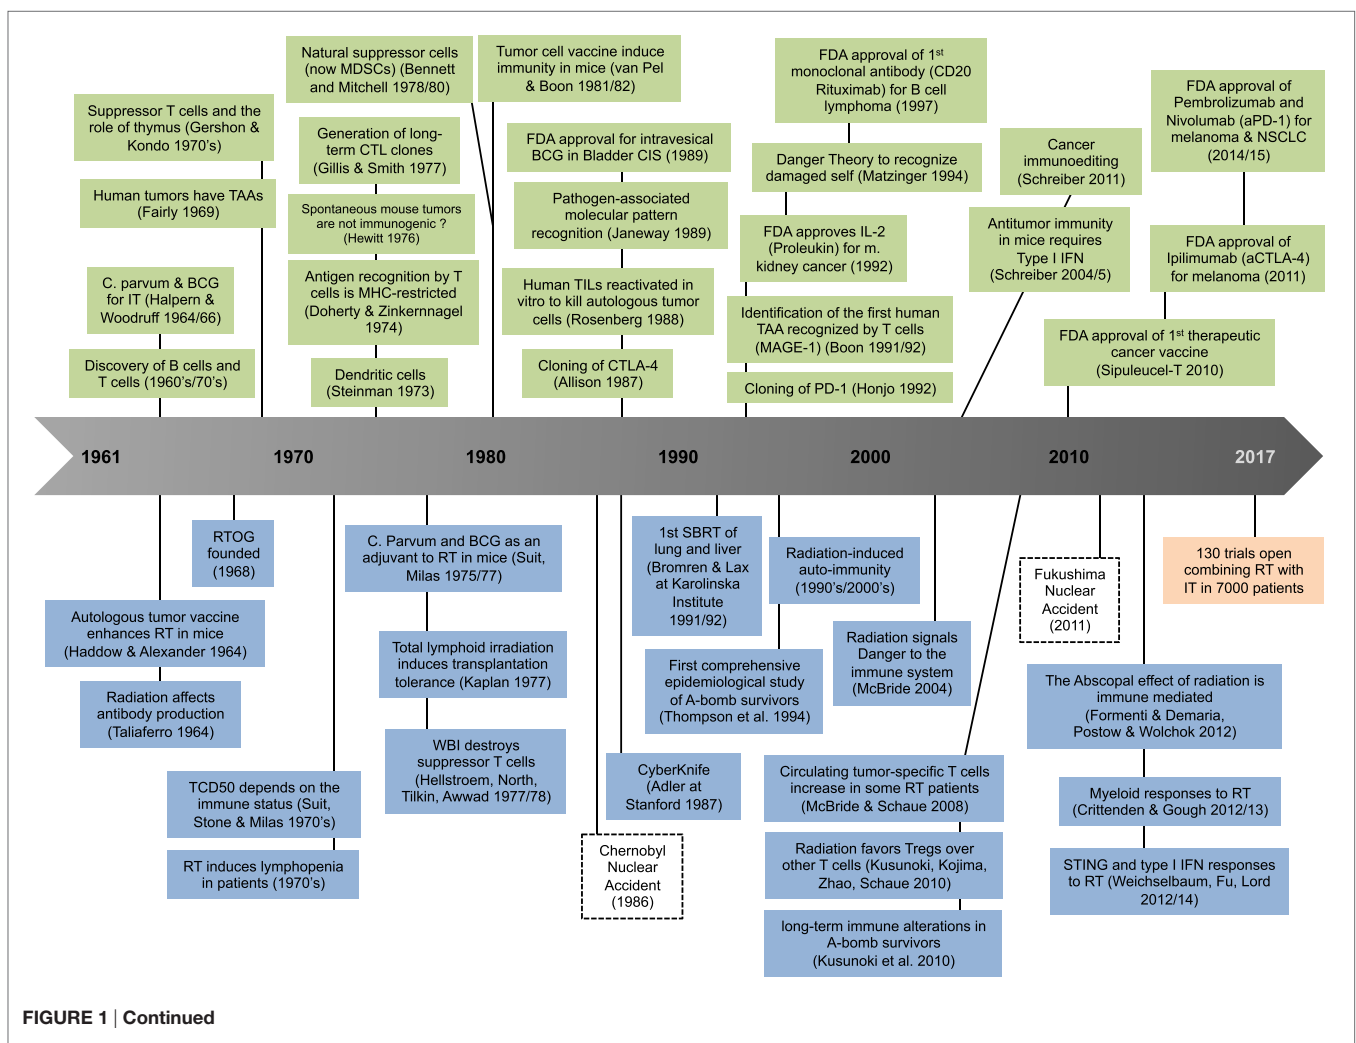 Natural suppressor cells
(now MDSCs) (Bennett
and Mitchell 1978/80)
Tumor cell vaccine induce
immunity in mice (van Pel
& Boon 1981/82)
FDA approval of 1st
monoclonal antibody (CD20
Rituximab) for B cell
lymphoma (1997)
FDA approval of
Pembrolizumab and
Nivolumab (aPD-1) for
melanoma & NSCLC
(2014/15)
Suppressor T cells and the
role of thymus (Gershon &
Kondo 1970’s)
Generation of long-
term CTL clones
(Gillis & Smith 1977)
FDA approval for intravesical
BCG in Bladder CIS (1989)
Danger Theory to recognize
damaged self (Matzinger 1994)
Cancer
immunoediting
(Schreiber 2011)
Human tumors have TAAs
(Fairly 1969)
Spontaneous mouse tumors
are not immunogenic ?
(Hewitt 1976)
Pathogen-associated
molecular pattern
recognition (Janeway 1989)
FDA approves IL-2
(Proleukin) for m.
kidney cancer (1992)
Antitumor immunity
in mice requires
Type I IFN
(Schreiber 2004/5)
FDA approval of
Ipilimumab (aCTLA-4)
for melanoma (2011)
C. parvum & BCG
for IT (Halpern &
Woodruff 1964/66)
Antigen recognition by T
cells is MHC-restricted
(Doherty & Zinkernnagel
1974)
Human TILs reactivated in
vitro to kill autologous tumor
cells (Rosenberg 1988)
Identification of the first human
TAA recognized by T cells
(MAGE-1) (Boon 1991/92)
FDA approval of 1st therapeutic
cancer vaccine
(Sipuleucel-T 2010)
Discovery of B cells and
T cells (1960’s/70’s)
Dendritic cells
(Steinman 1973)
Cloning of CTLA-4
(Allison 1987)
Cloning of PD-1 (Honjo 1992)
1961 1970 1980 1990 2000 2010 2017
RTOG
founded
(1968)
C. Parvum and BCG as an
adjuvant to RT in mice (Suit,
Milas 1975/77)
1st SBRT of
lung and liver
(Bromren & Lax
at Karolinska
Institute
1991/92)
Radiation-induced
auto-immunity
(1990’s/2000’s)
Fukushima
Nuclear
Accident
(2011)
130 trials open
combining RT with
IT in 7000 patients
Autologous tumor vaccine
enhances RT in mice
(Haddow & Alexander 1964)
Total lymphoid irradiation
induces transplantation
tolerance (Kaplan 1977)
First comprehensive
epidemiological study
of A-bomb survivors
(Thompson et al. 1994)
Radiation signals
Danger to the
immune system
(McBride 2004)
The Abscopal effect of radiation is
immune mediated
(Formenti & Demaria,
Postow & Wolchok 2012)
Radiation affects
antibody production
(Taliaferro 1964)
WBI destroys
suppressor T cells
(Hellstroem, North,
Tilkin, Awwad 1977/78)
CyberKnife
(Adler at
Stanford 1987)
Circulating tumor-specific T cells
increase in some RT patients
(McBride & Schaue 2008)
Myeloid responses to RT
(Crittenden & Gough 2012/13)
TCD50 depends on the
immune status (Suit,
Stone & Milas 1970’s)
Chernobyl
Nuclear
Accident
(1986)
Radiation favors Tregs over
other T cells (Kusunoki, Kojima,
Zhao, Schaue 2010)
STING and type I IFN responses
to RT (Weichselbaum, Fu, Lord
2012/14)
RT induces lymphopenia
in patients (1970’s)
long-term immune alterations in
A-bomb survivors
(Kusunoki et al. 2010)
FIGURE 1 | Continued